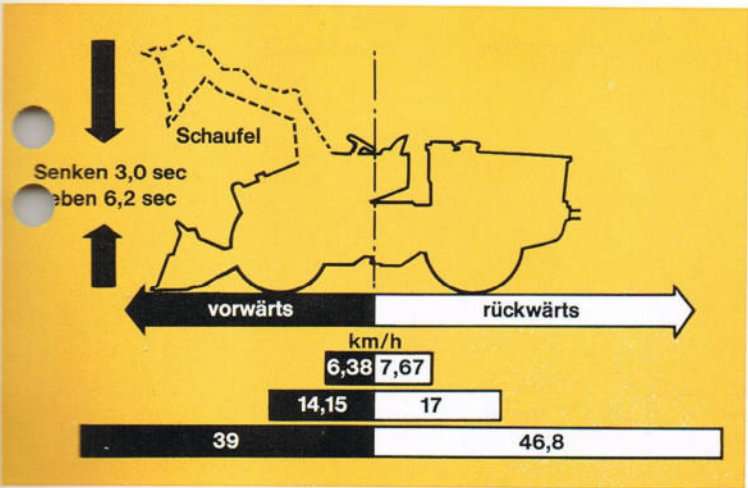 Schaufel
Senken 3,0 sec
eben 6,2 sec
vorwärts rückwärts
km/h
6,38 7,67
14,15 17
39 46,8